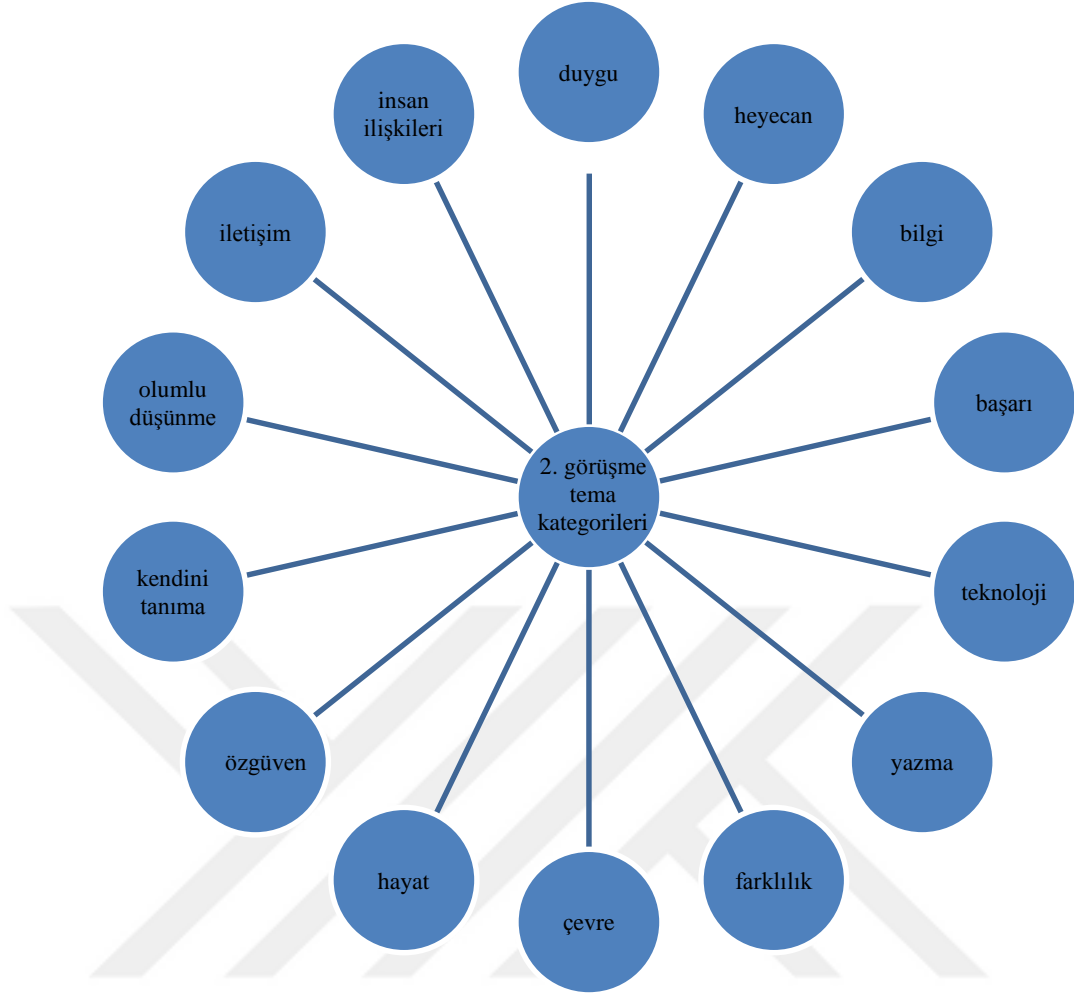 duygu
heyecan
bilgi
başarı
teknoloji
yazma
farklılık
çevre
hayat
özgüven
kendini
tanıma
olumlu
düşünme
iletişim
insan
ilişkileri
2. görüşme
tema
kategorileri